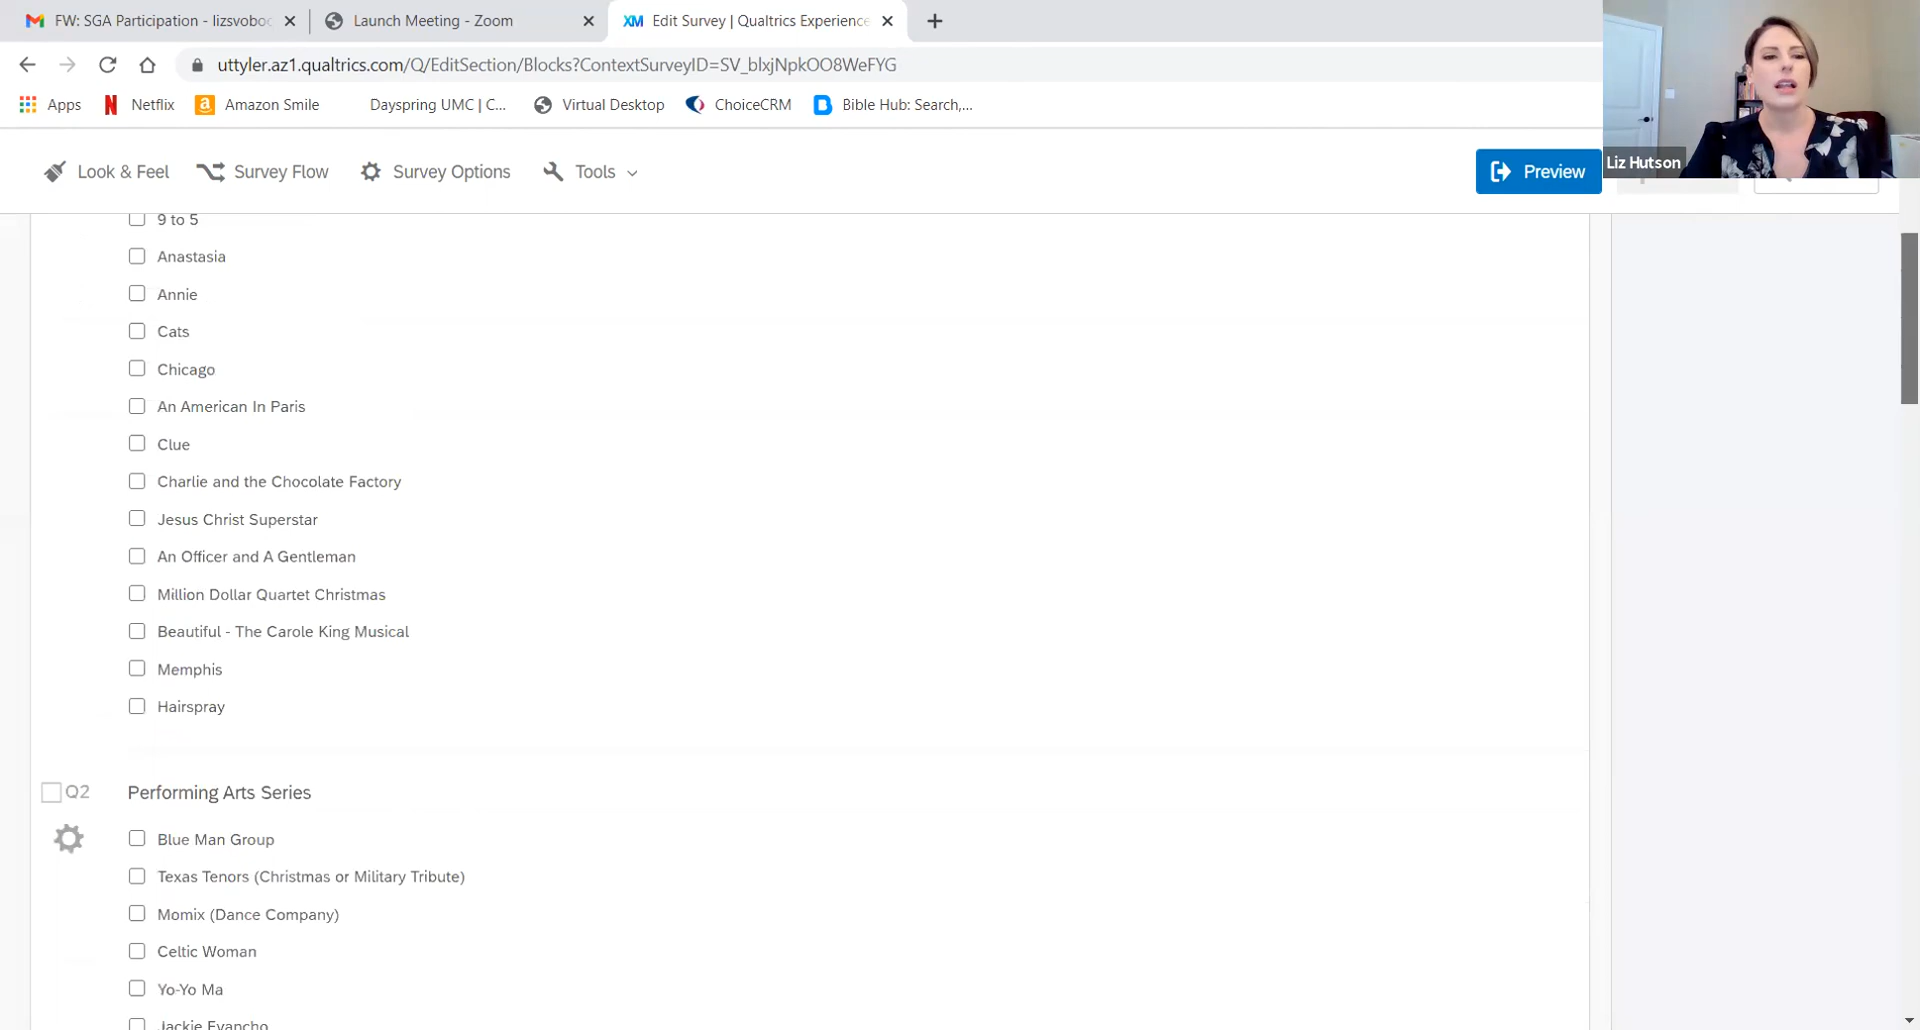 FW: SGA Participation - lizsvobo
Launch Meeting - Zoom
XM Edit Survey | Qualtrics Experience
uttyler.az1.qualtrics.com/Q/EditSection/Blocks?ContextSurveyID=SV_blxjNpkOO8WeFYG
Apps
Netflix
Amazon Smile
Dayspring UMC | C...
Virtual Desktop
ChoiceCRM
Bible Hub: Search,...
Look & Feel
Survey Flow
Survey Options
Tools
Preview
Liz Hutson
9 to 5
Anastasia
Annie
Cats
Chicago
An American In Paris
Clue
Charlie and the Chocolate Factory
Jesus Christ Superstar
An Officer and A Gentleman
Million Dollar Quartet Christmas
Beautiful - The Carole King Musical
Memphis
Hairspray
Q2
Performing Arts Series
Blue Man Group
Texas Tenors (Christmas or Military Tribute)
Momix (Dance Company)
Celtic Woman
Yo-Yo Ma
Jackie Evancho